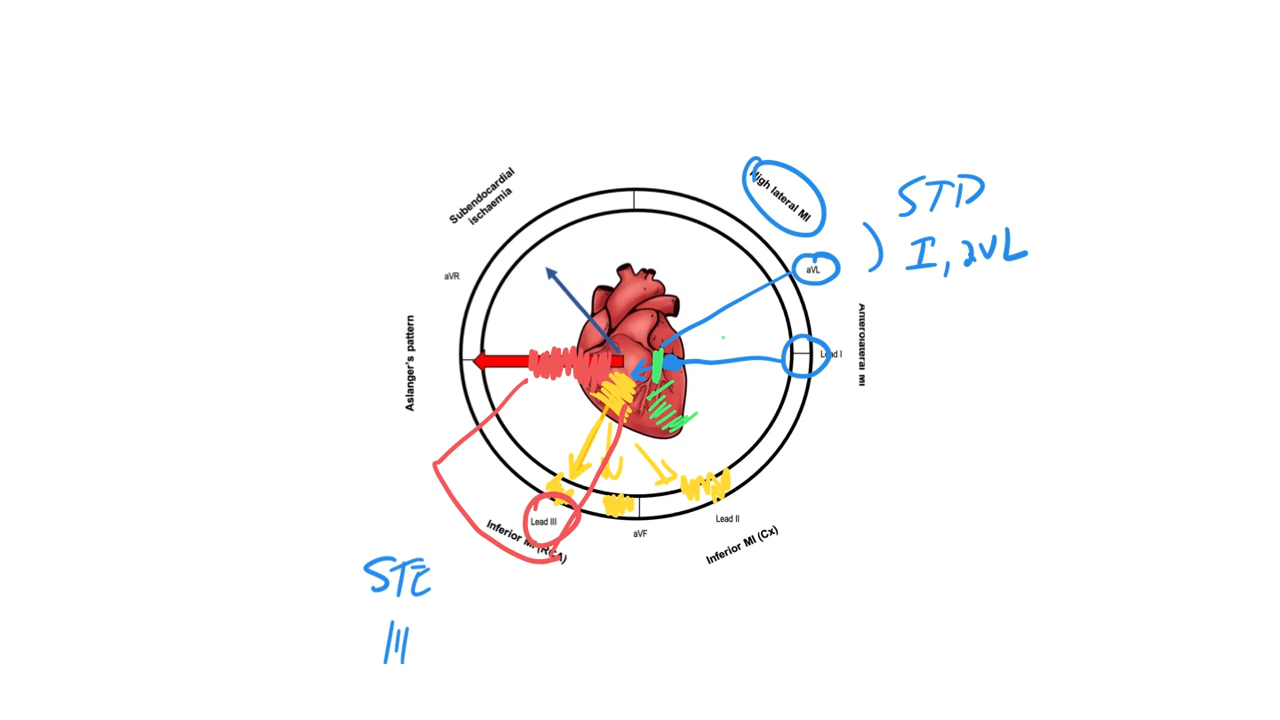 Subendocardial
ischaemia
High lateral MI
STD
I, aVL
aVR
aVL
Aslanger's pattern
Lead I
Anterolateral MI
Lead III
Lead II
aVF
Inferior MI (RCA)
Inferior MI (Cx)
STE
III